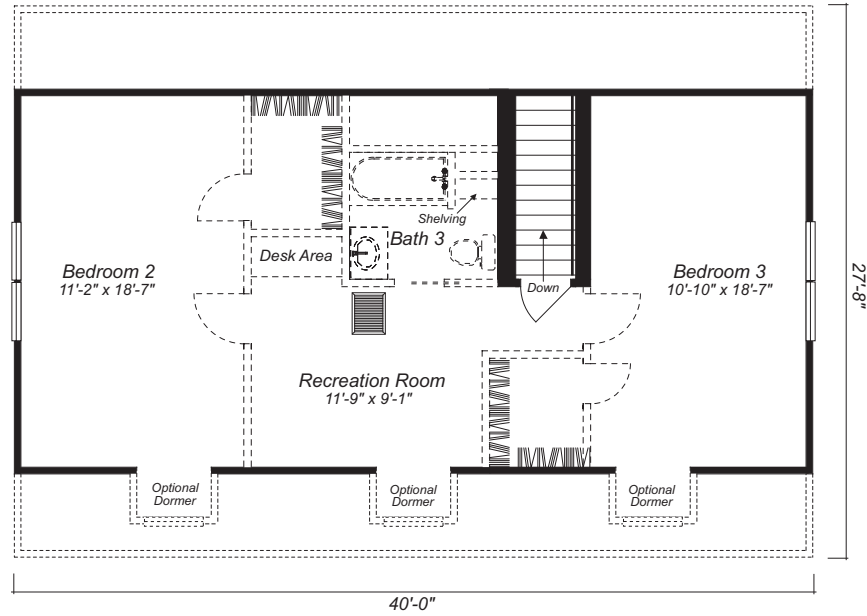 Shelving
Bath 3
Desk Area
Bedroom 2
11'-2" x 18'-7"
Down
Bedroom 3
10'-10" x 18'-7"
27'-8"
Recreation Room
11'-9" x 9'-1"
Optional
Dormer
Optional
Dormer
Optional
Dormer
40'-0"